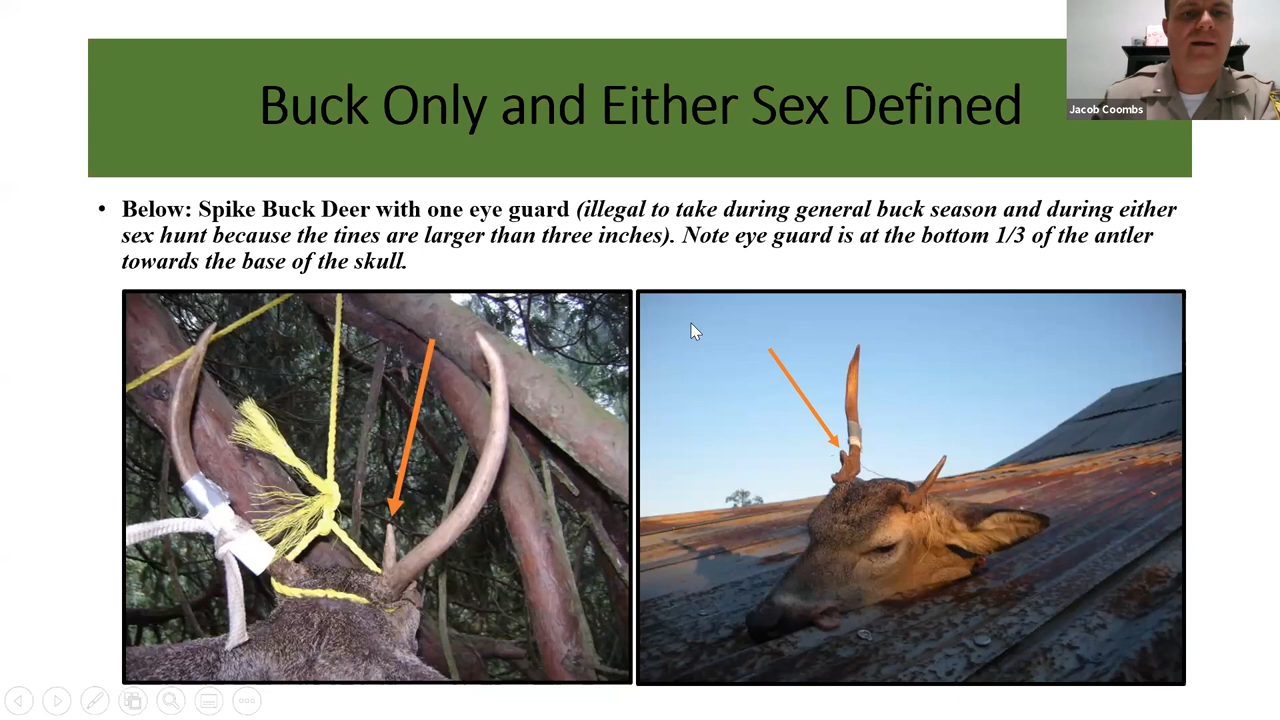 Buck Only and Either Sex Defined
Jacob Coombs
• Below: Spike Buck Deer with one eye guard (illegal to take during general buck season and during either
sex hunt because the tines are larger than three inches). Note eye guard is at the bottom 1/3 of the antler
towards the base of the skull.